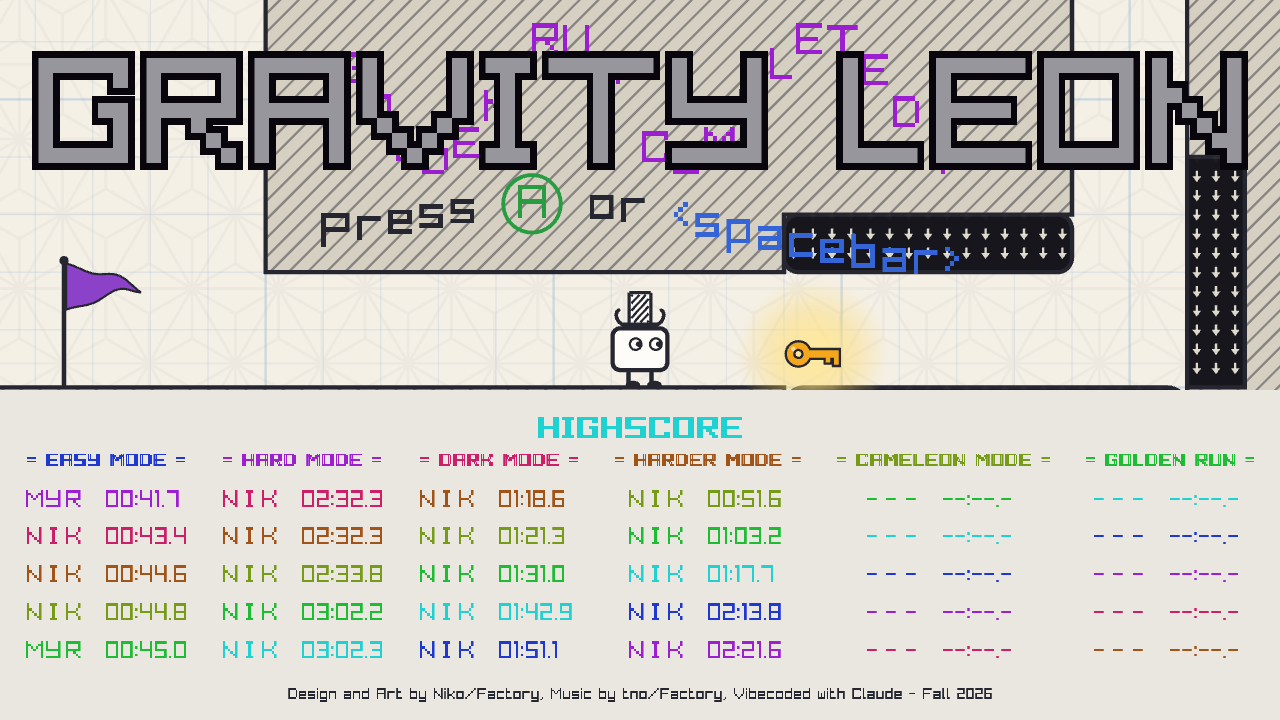 GRAVITY LEON
press A or <spacebar>
HIGHSCORE
= EASY MODE = = HARD MODE = = DARK MODE = = HARDER MODE = = CAMELEON MODE = = GOLDEN RUN =
MYR 00:41.7 NIK 02:32.3 NIK 01:18.6 NIK 00:51.6 - - - --:--.- - - - --:--.-
NIK 00:43.4 NIK 02:32.3 NIK 01:21.3 NIK 01:03.2 - - - --:--.- - - - --:--.-
NIK 00:44.6 NIK 02:33.8 NIK 01:31.0 NIK 01:17.7 - - - --:--.- - - - --:--.-
NIK 00:44.8 NIK 03:02.2 NIK 01:42.9 NIK 02:13.8 - - - --:--.- - - - --:--.-
MYR 00:45.0 NIK 03:02.3 NIK 01:51.1 NIK 02:21.6 - - - --:--.- - - - --:--.-
Design and Art by Niko/Factory, Music by tno/Factory, Vibecoded with Claude - Fall 2026